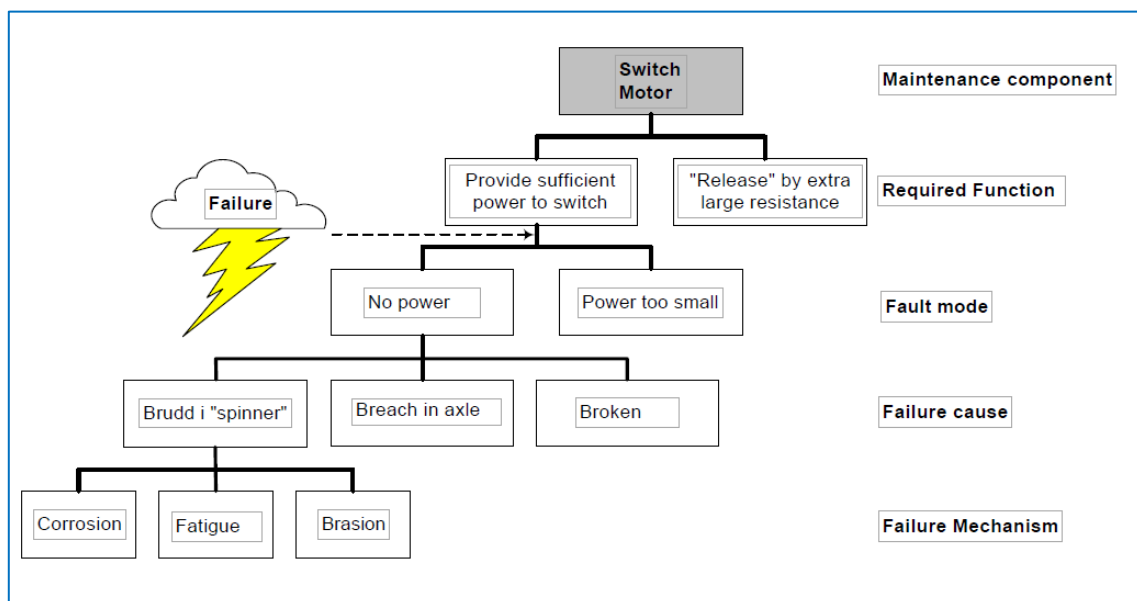 Switch
Motor
Maintenance component
Provide sufficient
power to switch
"Release" by extra
large resistance
Required Function
Failure
No power
Power too small
Fault mode
Brudd i "spinner"
Breach in axle
Broken
Failure cause
Corrosion
Fatigue
Brasion
Failure Mechanism